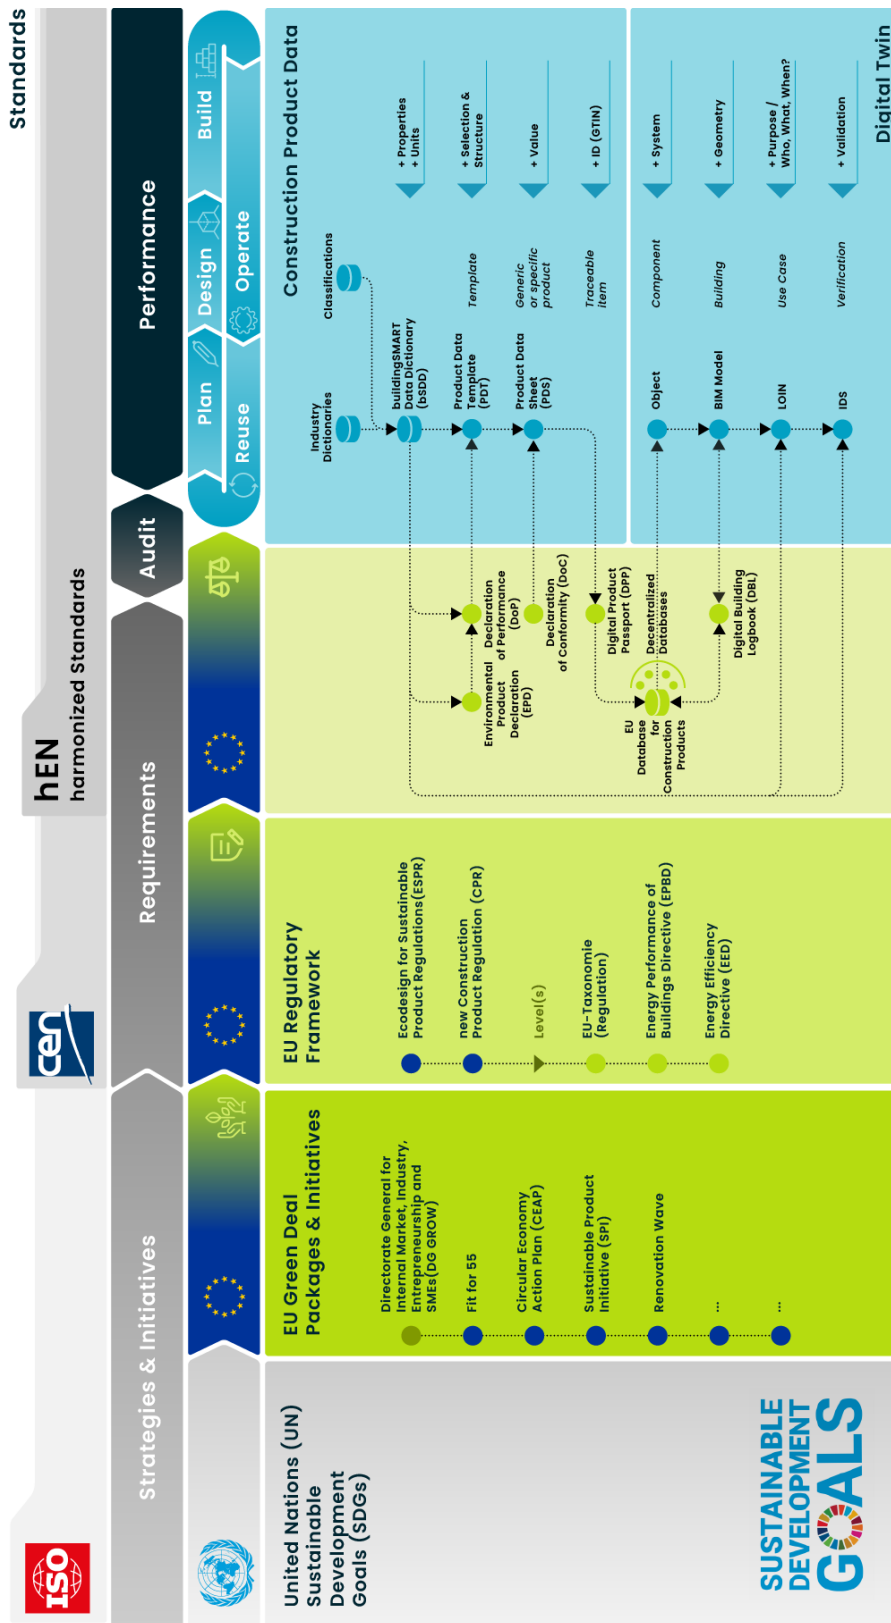 Standards
ISO
cen
hEN
harmonized Standards
Strategies & Initiatives
Requirements
Audit
Performance
Plan
Design
Build
Reuse
Operate
United Nations (UN)
Sustainable
Development
Goals (SDGs)
SUSTAINABLE
DEVELOPMENT
GOALS
EU Green Deal
Packages & Initiatives
Directorate General for
Internal Market, Industry,
Entrepreneurship and
SMEs(DG GROW)
Fit for 55
Circular Economy
Action Plan (CEAP)
Sustainable Product
Initiative (SPI)
Renovation Wave
...
...
EU Regulatory
Framework
Ecodesign for Sustainable
Product Regulations(ESPR)
new Construction
Product Regulation (CPR)
Level(s)
EU-Taxonomie
(Regulation)
Energy Performance of
Buildings Directive (EPBD)
Energy Efficiency
Directive (EED)
Environmental
Product
Declaration
(EPD)
Declaration
of Performance
(DoP)
Declaration
of Conformity (DoC)
Digital Product
Passport (DPP)
EU
Database
for
Construction
Products
Decentralized
Databases
Digital Building
Logbook (DBL)
Construction Product Data
Industry
Dictionaries
Classifications
buildingSMART
Data Dictionary
(bSDD)
+ Properties
+ Units
Product Data
Template
(PDT)
Template
+ Selection &
Structure
Product Data
Sheet (PDS)
Generic
or specific
product
+ Value
Traceable
item
+ ID (GTIN)
Object
Component
+ System
BIM Model
Building
+ Geometry
LOIN
Use Case
+ Purpose /
Who, What, When?
IDS
Verification
+ Validation
Digital Twin